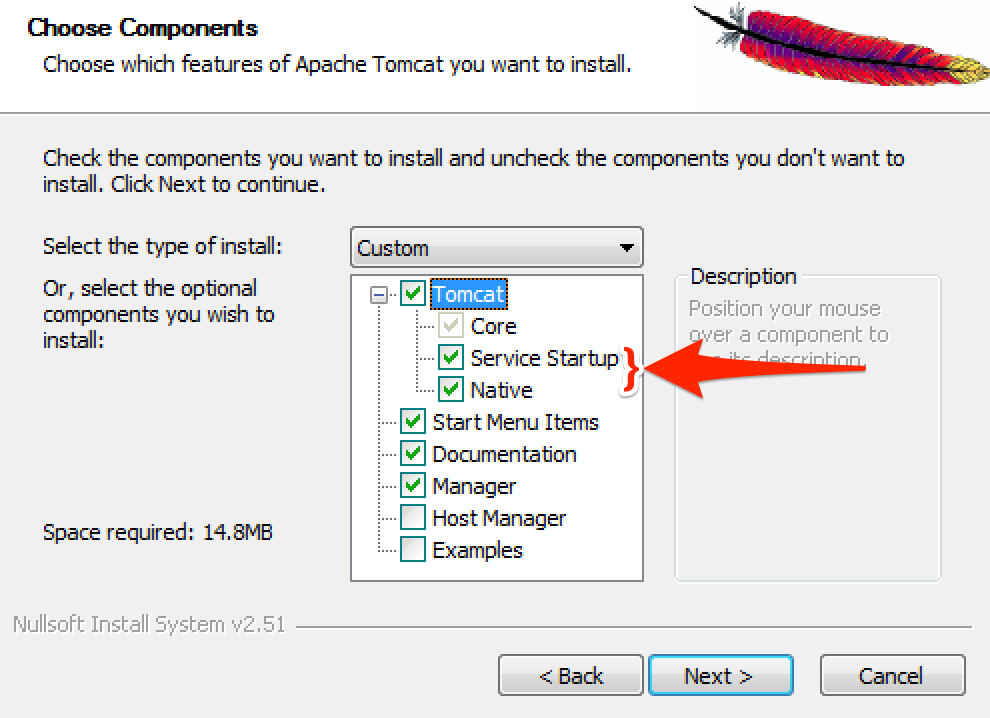 Choose Components
Choose which features of Apache Tomcat you want to install.
Check the components you want to install and uncheck the components you don't want to
install. Click Next to continue.
Select the type of install:
Custom
Or, select the optional
components you wish to
install:
Tomcat
Core
Service Startup
Native
Start Menu Items
Documentation
Manager
Host Manager
Examples
Description
Position your mouse
over a component to
its description.
Space required: 14.8MB
Nullsoft Install System v2.51
< Back
Next >
Cancel